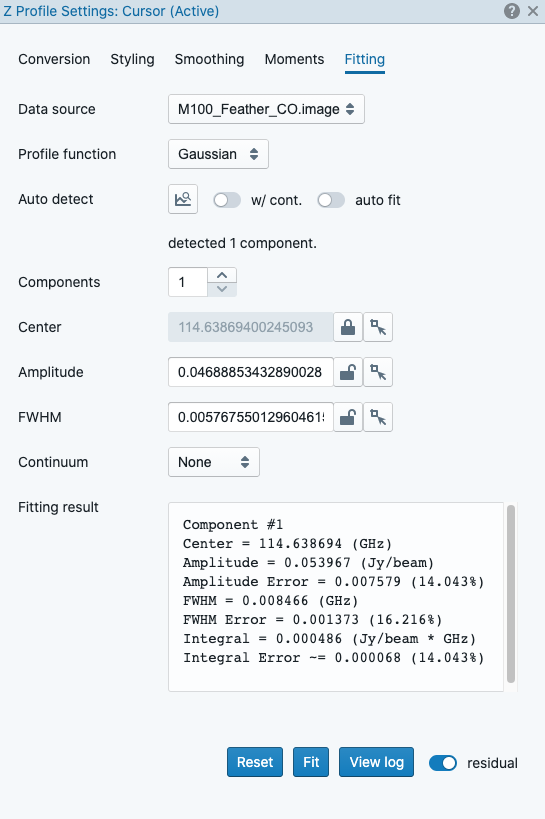 Z Profile Settings: Cursor (Active)
Conversion Styling Smoothing Moments Fitting
Data source M100_Feather_CO.image
Profile function Gaussian
Auto detect w/ cont. auto fit
detected 1 component.
Components 1
Center 114.63869400245093
Amplitude 0.04688853432890028
FWHM 0.00576755012960461
Continuum None
Fitting result
Component #1
Center = 114.638694 (GHz)
Amplitude = 0.053967 (Jy/beam)
Amplitude Error = 0.007579 (14.043%)
FWHM = 0.008466 (GHz)
FWHM Error = 0.001373 (16.216%)
Integral = 0.000486 (Jy/beam * GHz)
Integral Error ~= 0.000068 (14.043%)
Reset Fit View log residual